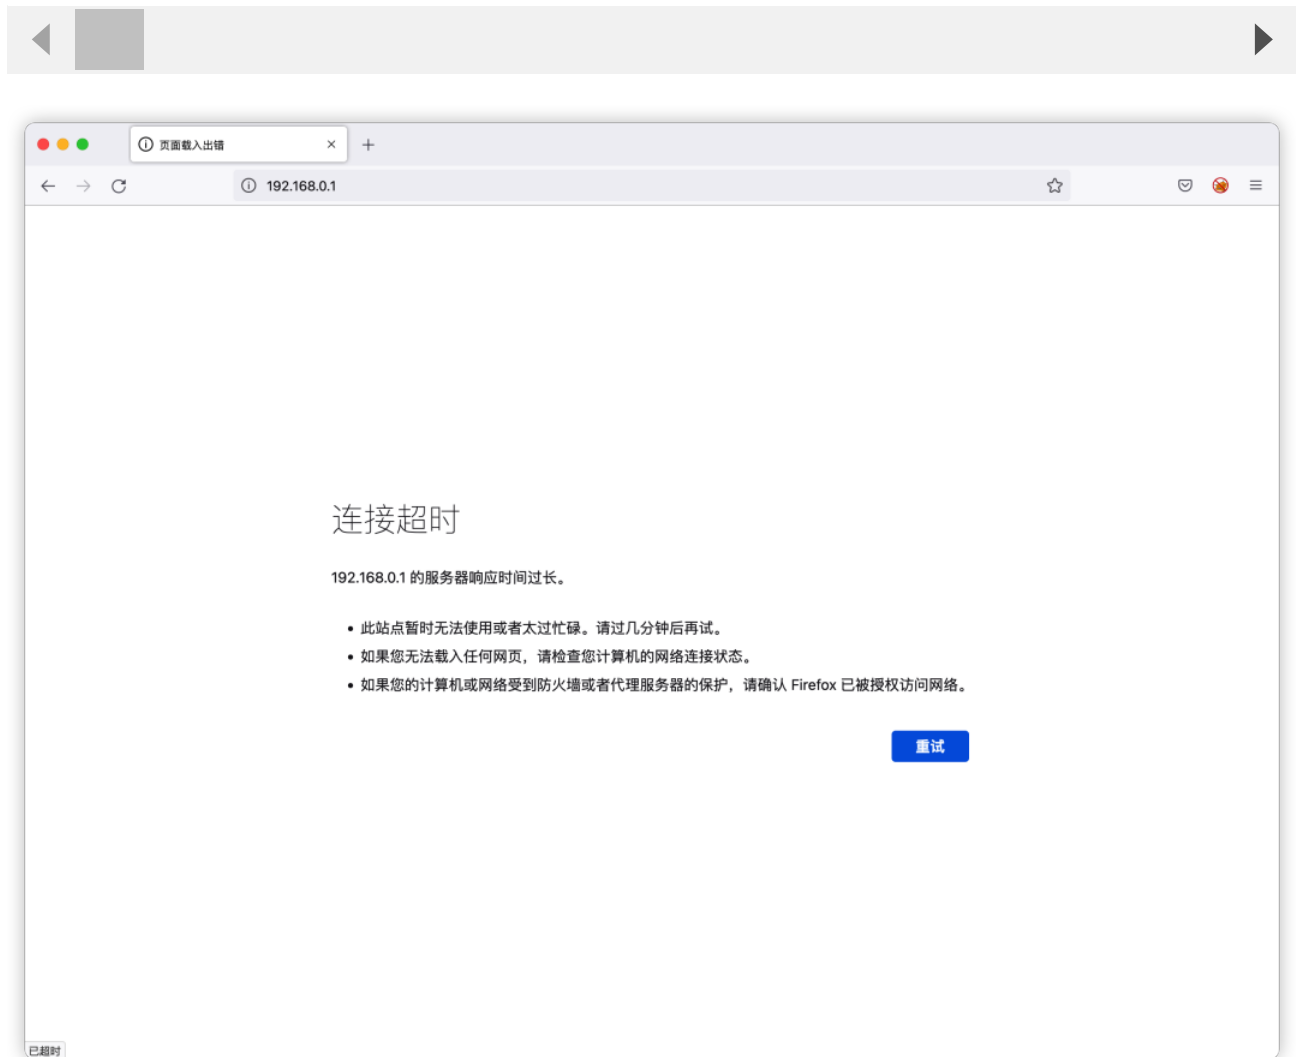 页面载入出错
192.168.0.1
连接超时
192.168.0.1 的服务器响应时间过长。
此站点暂时无法使用或者太过忙碌。请过几分钟后再试。
如果您无法载入任何网页，请检查您计算机的网络连接状态。
如果您的计算机或网络受到防火墙或者代理服务器的保护，请确认 Firefox 已被授权访问网络。
重试
已超时